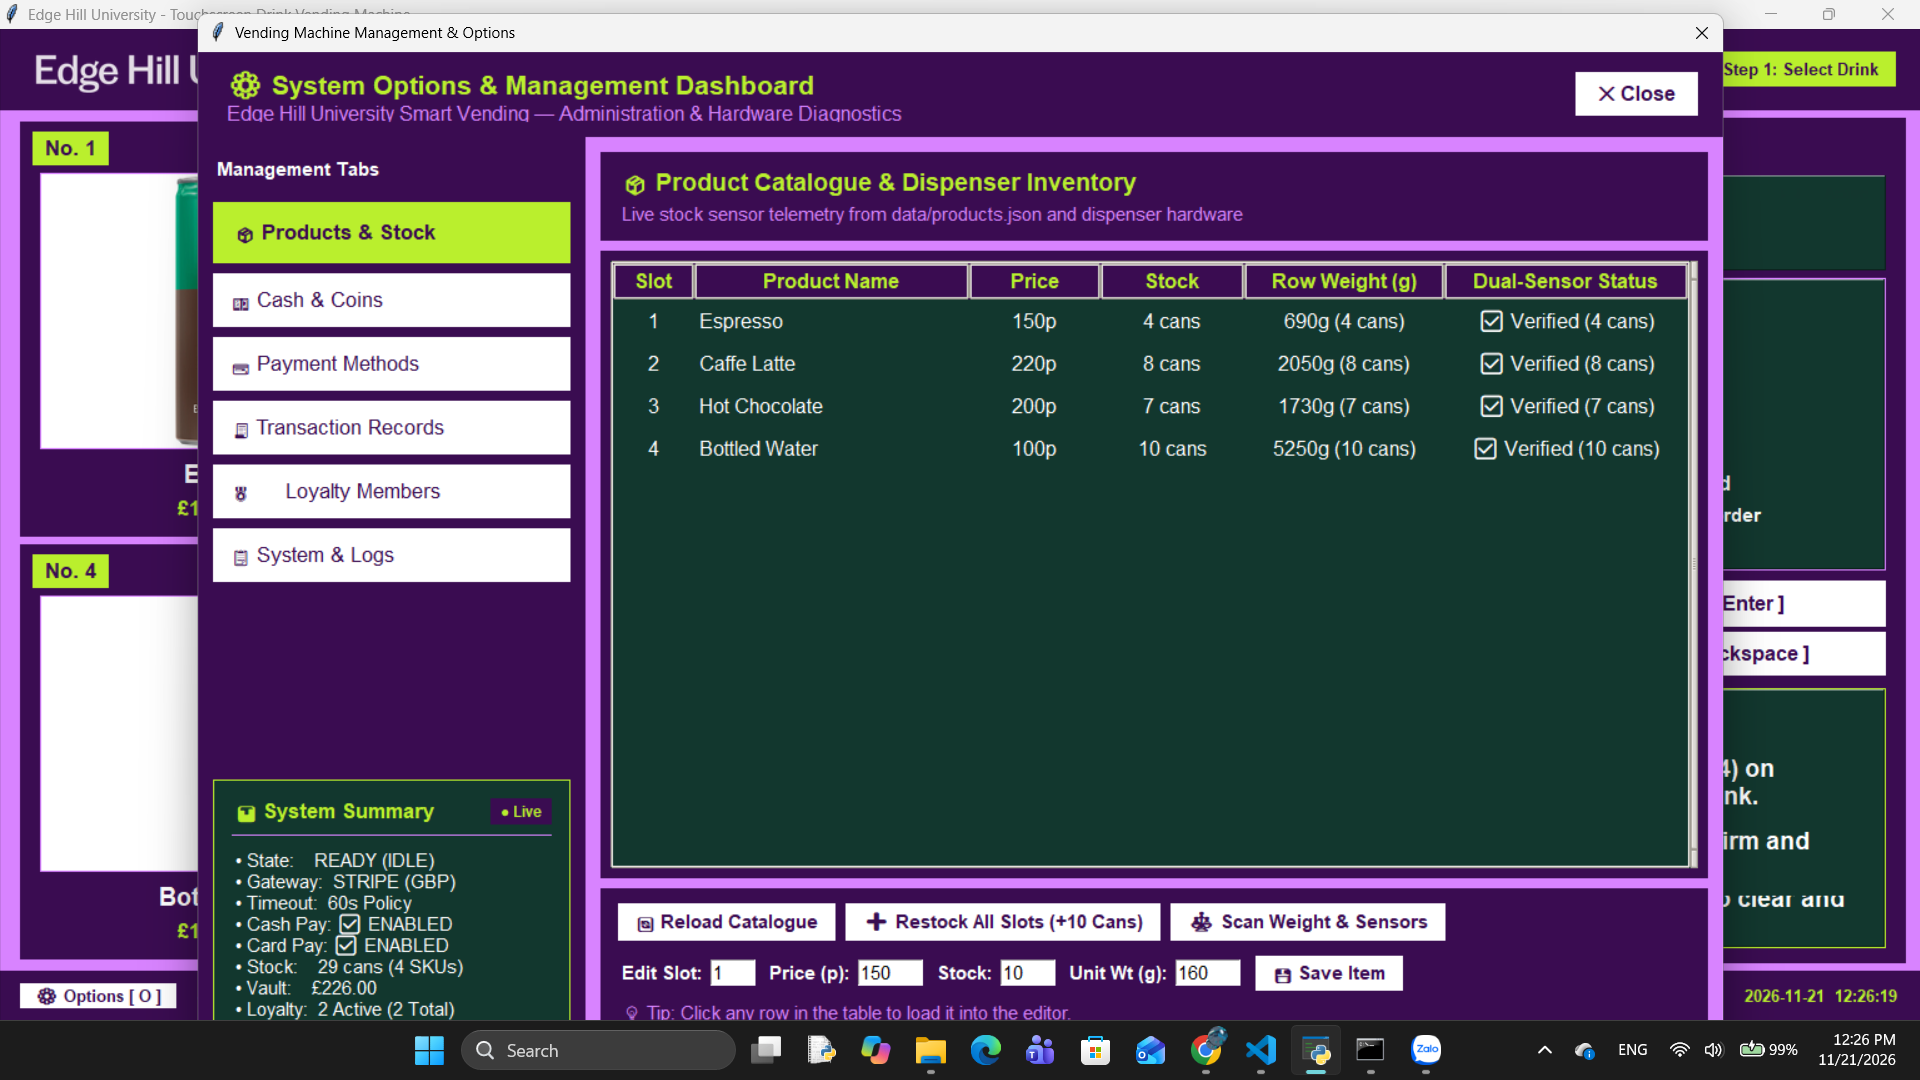 Edge Hill University - Touchscreen Drink Vending Machine
Vending Machine Management & Options
Edge Hill
System Options & Management Dashboard
Edge Hill University Smart Vending — Administration & Hardware Diagnostics
Close
Step 1: Select Drink
No. 1
£1
No. 4
Bot
£1
Options [ O ]
Management Tabs
Products & Stock
Cash & Coins
Payment Methods
Transaction Records
Loyalty Members
System & Logs
System Summary
• Live
• State: READY (IDLE)
• Gateway: STRIPE (GBP)
• Timeout: 60s Policy
• Cash Pay: ☑ ENABLED
• Card Pay: ☑ ENABLED
• Stock: 29 cans (4 SKUs)
• Vault: £226.00
• Loyalty: 2 Active (2 Total)
Product Catalogue & Dispenser Inventory
Live stock sensor telemetry from data/products.json and dispenser hardware
Slot Product Name Price Stock Row Weight (g) Dual-Sensor Status
1 Espresso 150p 4 cans 690g (4 cans) ☑ Verified (4 cans)
2 Caffe Latte 220p 8 cans 2050g (8 cans) ☑ Verified (8 cans)
3 Hot Chocolate 200p 7 cans 1730g (7 cans) ☑ Verified (7 cans)
4 Bottled Water 100p 10 cans 5250g (10 cans) ☑ Verified (10 cans)
Reload Catalogue
Restock All Slots (+10 Cans)
Scan Weight & Sensors
Edit Slot: 1 Price (p): 150 Stock: 10 Unit Wt (g): 160 Save Item
Tip: Click any row in the table to load it into the editor.
rder
Enter ]
ckspace ]
4) on
nk.
irm and
clear and
2026-11-21 12:26:19
Search
Zalo
ENG
99%
12:26 PM
11/21/2026